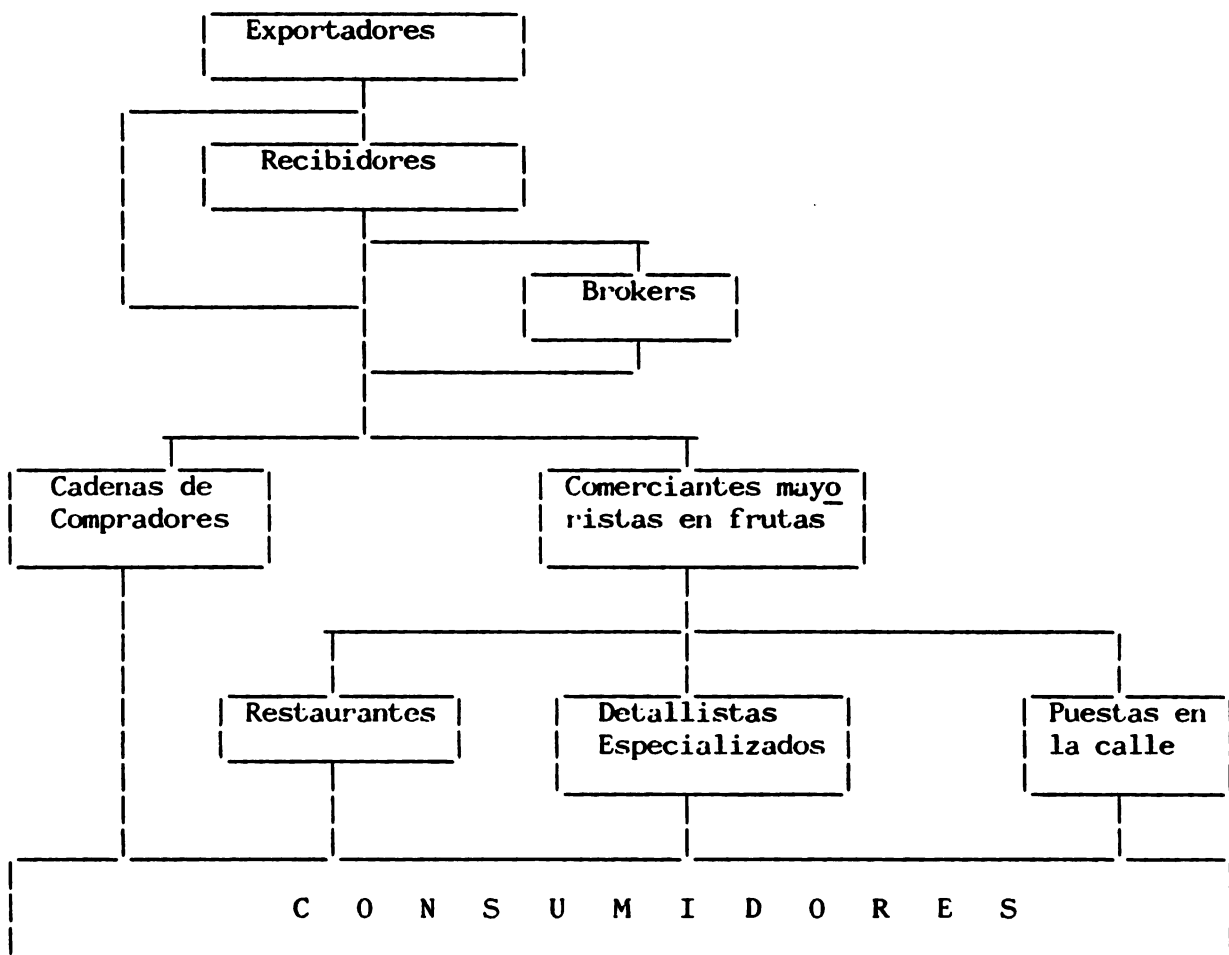 Exportadores
Recibidores
Brokers
Cadenas de
Compradores
Comerciantes mayo
ristas en frutas
Restaurantes
Detallistas
Especializados
Puestas en
la calle
C O N S U M I D O R E S